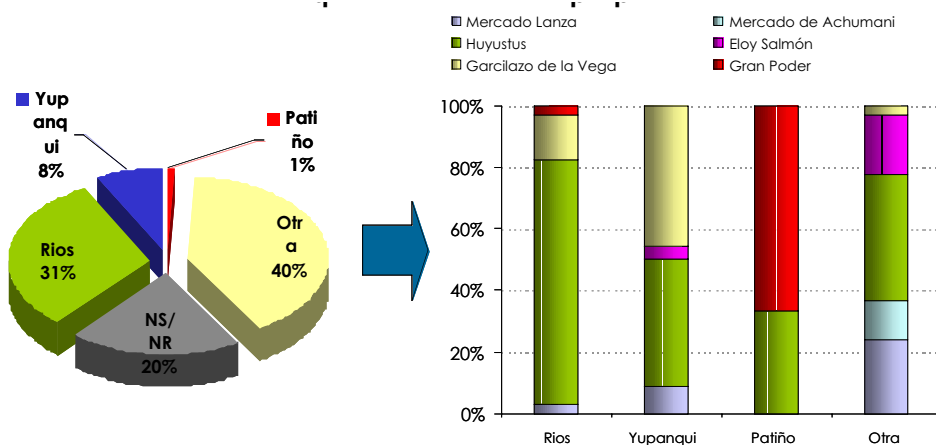 Mercado Lanza
Mercado de Achumani
Huyustus
Eloy Salmón
Garcilazo de la Vega
Gran Poder
Yup
anq
ui
8%
Pati
ño
1%
Otr
a
40%
Rios
31%
NS/
NR
20%
100%
80%
60%
40%
20%
0%
Rios
Yupanqui
Patiño
Otra